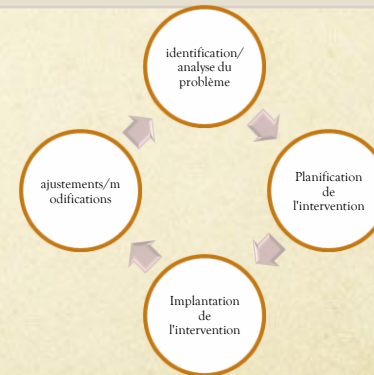 identification/
analyse du
problème
Planification
de
l'intervention
Implantation
de
l'intervention
ajustements/m
odifications